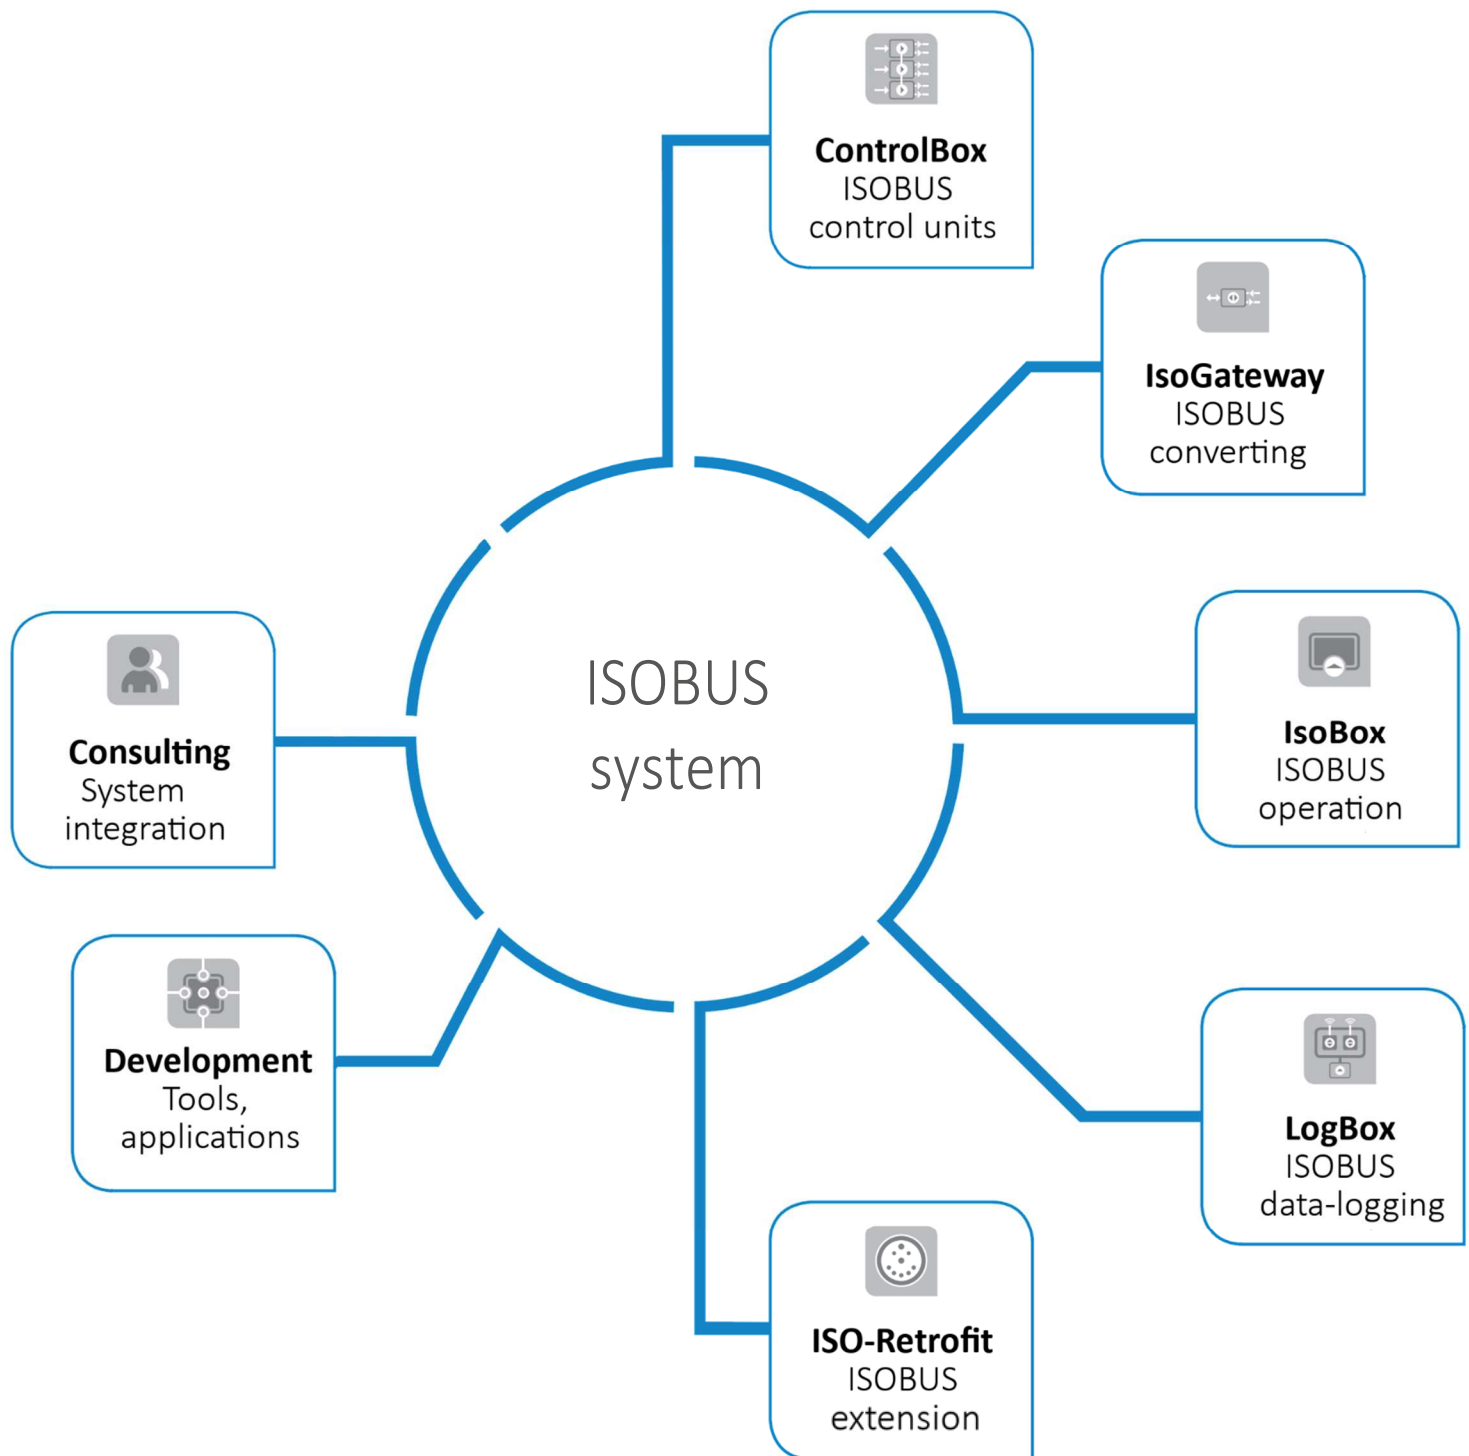 ControlBox
ISOBUS
control units
IsoGateway
ISOBUS
converting
ISOBUS
system
IsoBox
ISOBUS
operation
Consulting
System
integration
Development
Tools,
applications
LogBox
ISOBUS
data-logging
ISO-Retrofit
ISOBUS
extension